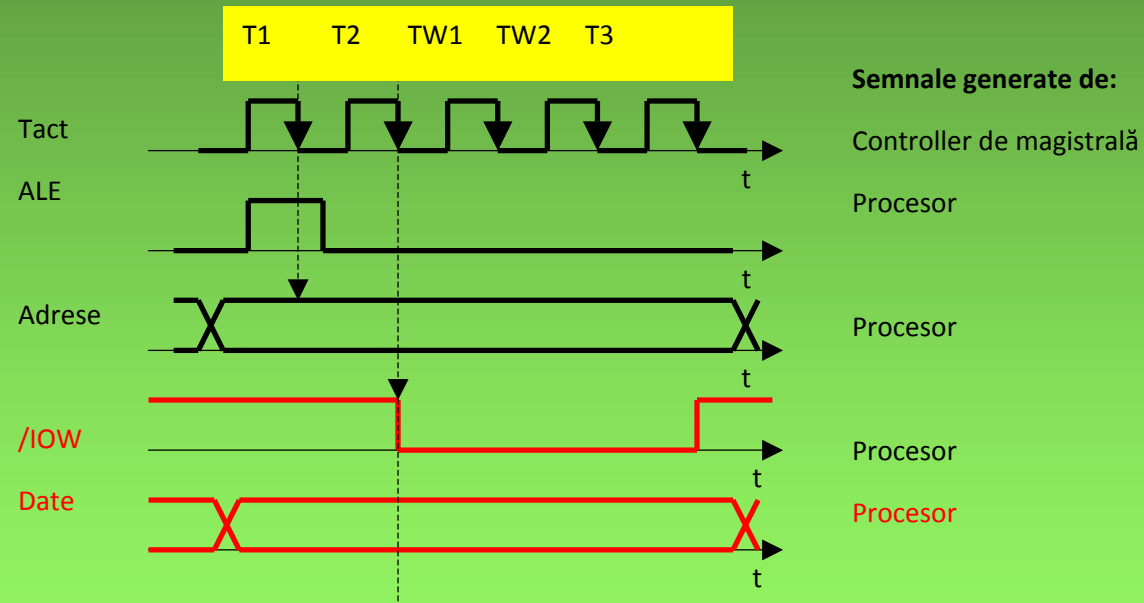 T1 T2 TW1 TW2 T3
Semnale generate de:
Tact
t
Controller de magistrală
ALE
t
Procesor
Adrese
t
Procesor
/IOW
t
Procesor
Date
t
Procesor